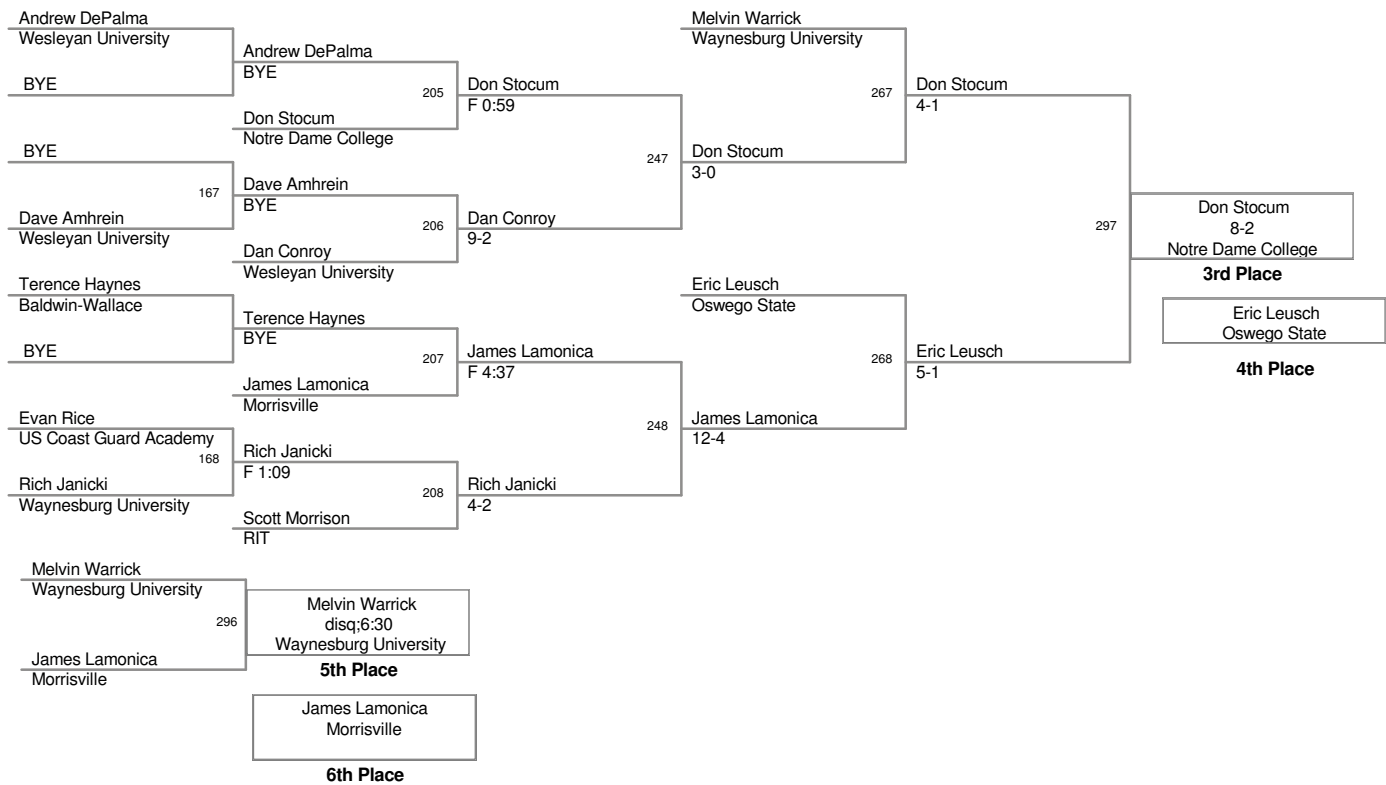 Andrew DePalma
Wesleyan University
BYE
Andrew DePalma
BYE
205
Don Stocum
Notre Dame College
Don Stocum
F 0:59
BYE
167
Dave Amhrein
Wesleyan University
Dave Amhrein
BYE
206
Dan Conroy
Wesleyan University
Dan Conroy
9-2
247
Don Stocum
3-0
Melvin Warrick
Waynesburg University
267
Don Stocum
4-1
Terence Haynes
Baldwin-Wallace
BYE
Terence Haynes
BYE
207
James Lamonica
Morrisville
James Lamonica
F 4:37
Evan Rice
US Coast Guard Academy
168
Rich Janicki
Waynesburg University
Rich Janicki
F 1:09
208
Scott Morrison
RIT
Rich Janicki
4-2
248
James Lamonica
12-4
Eric Leusch
Oswego State
268
Eric Leusch
5-1
297
Don Stocum
8-2
Notre Dame College
3rd Place
Eric Leusch
Oswego State
4th Place
Melvin Warrick
Waynesburg University
296
James Lamonica
Morrisville
Melvin Warrick
disq;6:30
Waynesburg University
5th Place
James Lamonica
Morrisville
6th Place